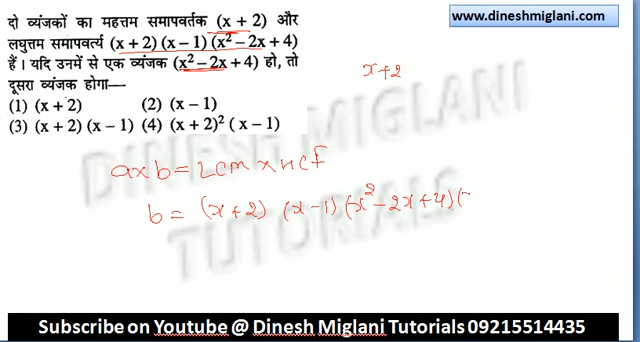 www.dineshmiglani.com
दो व्यंजकों का महत्तम समापवर्तक (x + 2) और
लघुत्तम समापवर्त्य (x + 2) (x – 1) (x² – 2x + 4)
हैं । यदि उनमें से एक व्यंजक (x² – 2x + 4) हो, तो
दूसरा व्यंजक होगा—
(1) (x + 2) (2) (x – 1)
(3) (x + 2) (x – 1) (4) (x + 2)² ( x – 1)
x+2
a x b = LCM x HCF
b = (x+2) (x-1) (x² - 2x + 4) (
DINESH MIGLANI
TUTORIALS
Subscribe on Youtube @ Dinesh Miglani Tutorials 09215514435